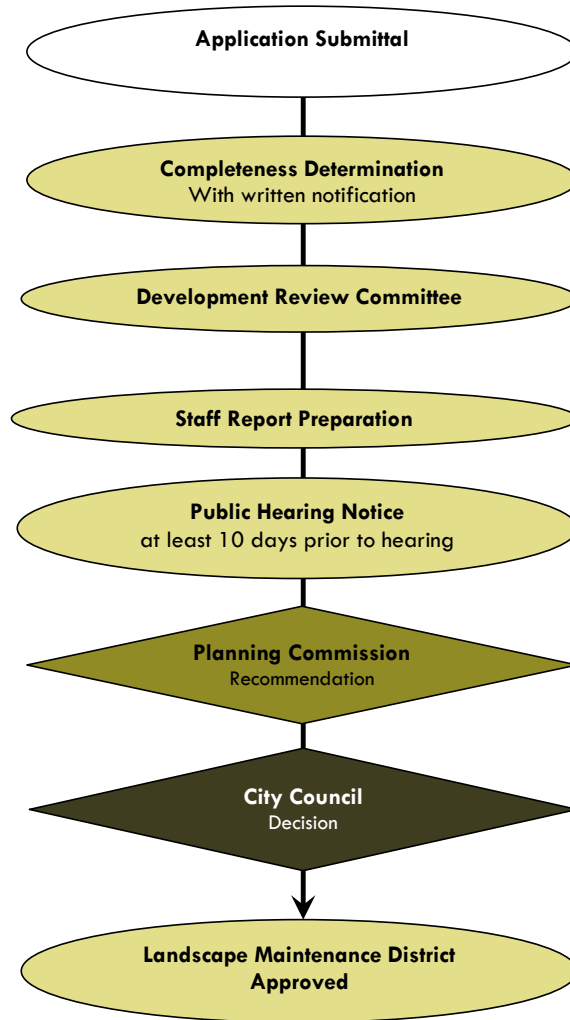 Application Submittal
Completeness Determination
With written notification
Development Review Committee
Staff Report Preparation
Public Hearing Notice
at least 10 days prior to hearing
Planning Commission
Recommendation
City Council
Decision
Landscape Maintenance District
Approved